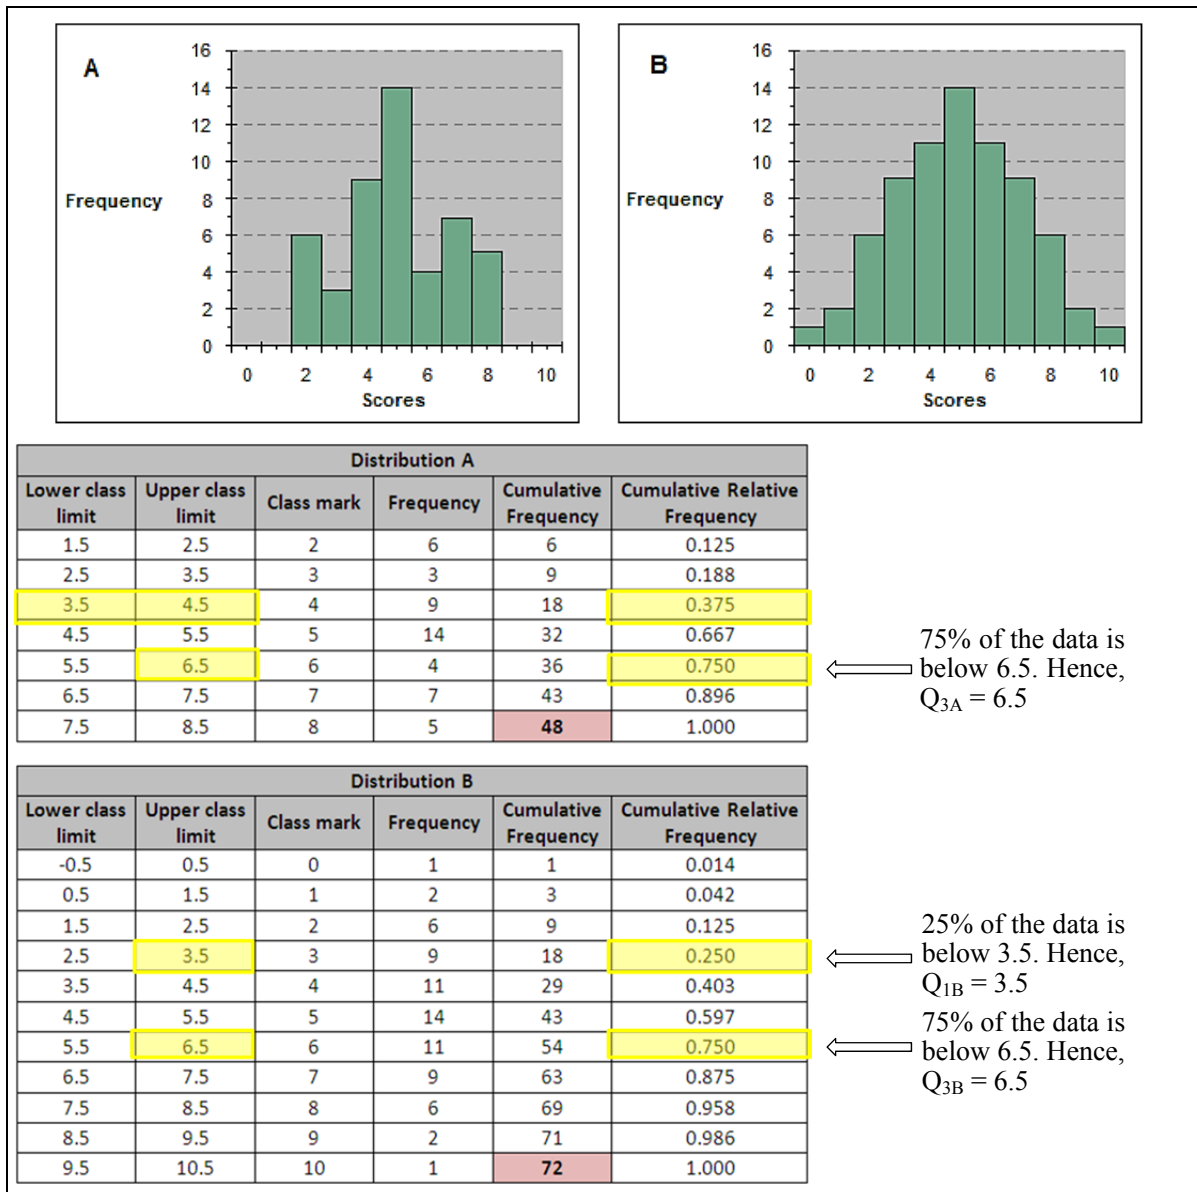 A
Frequency
16
14
12
10
8
6
4
2
0
0 2 4 6 8 10
Scores
B
Frequency
16
14
12
10
8
6
4
2
0
0 2 4 6 8 10
Scores
Distribution A
Lower class limit Upper class limit Class mark Frequency Cumulative Frequency Cumulative Relative Frequency
1.5 2.5 2 6 6 0.125
2.5 3.5 3 3 9 0.188
3.5 4.5 4 9 18 0.375
4.5 5.5 5 14 32 0.667
5.5 6.5 6 4 36 0.750
6.5 7.5 7 7 43 0.896
7.5 8.5 8 5 48 1.000
75% of the data is
below 6.5. Hence,
Q3A = 6.5
Distribution B
Lower class limit Upper class limit Class mark Frequency Cumulative Frequency Cumulative Relative Frequency
-0.5 0.5 0 1 1 0.014
0.5 1.5 1 2 3 0.042
1.5 2.5 2 6 9 0.125
2.5 3.5 3 9 18 0.250
3.5 4.5 4 11 29 0.403
4.5 5.5 5 14 43 0.597
5.5 6.5 6 11 54 0.750
6.5 7.5 7 9 63 0.875
7.5 8.5 8 6 69 0.958
8.5 9.5 9 2 71 0.986
9.5 10.5 10 1 72 1.000
25% of the data is
below 3.5. Hence,
Q1B = 3.5
75% of the data is
below 6.5. Hence,
Q3B = 6.5